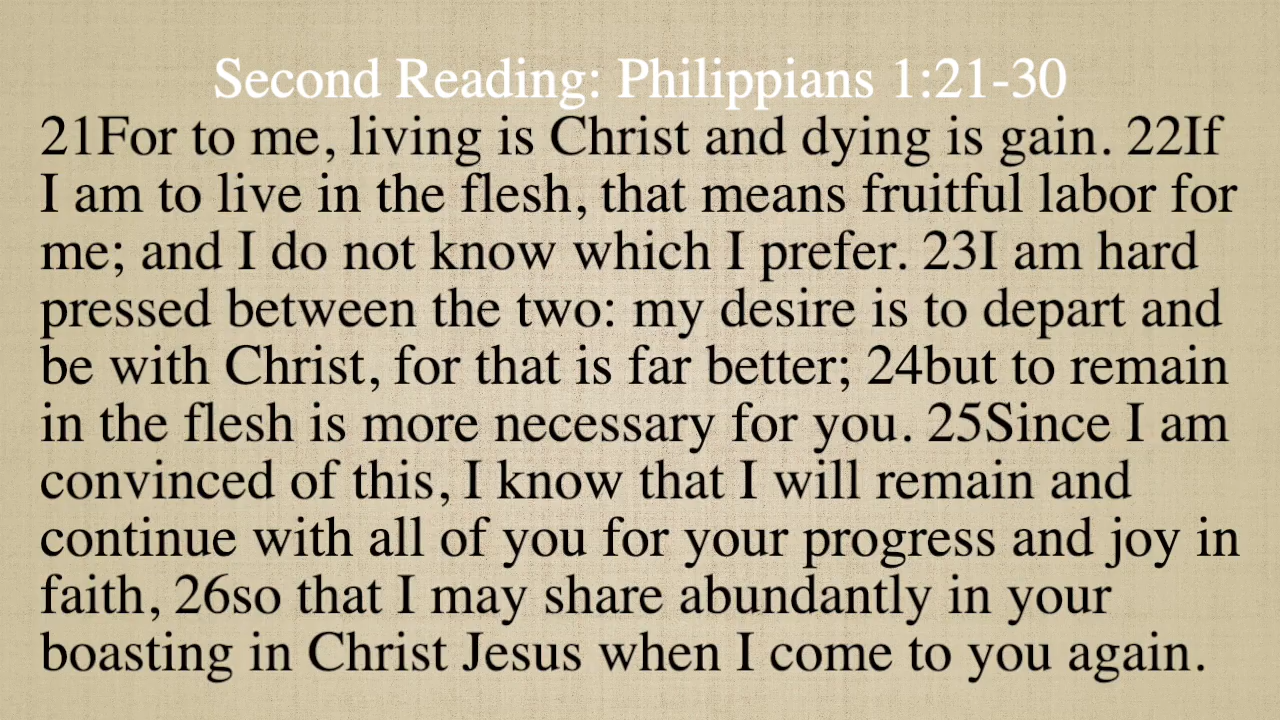 Second Reading: Philippians 1:21-30
21For to me, living is Christ and dying is gain. 22If
I am to live in the flesh, that means fruitful labor for
me; and I do not know which I prefer. 23I am hard
pressed between the two: my desire is to depart and
be with Christ, for that is far better; 24but to remain
in the flesh is more necessary for you. 25Since I am
convinced of this, I know that I will remain and
continue with all of you for your progress and joy in
faith, 26so that I may share abundantly in your
boasting in Christ Jesus when I come to you again.